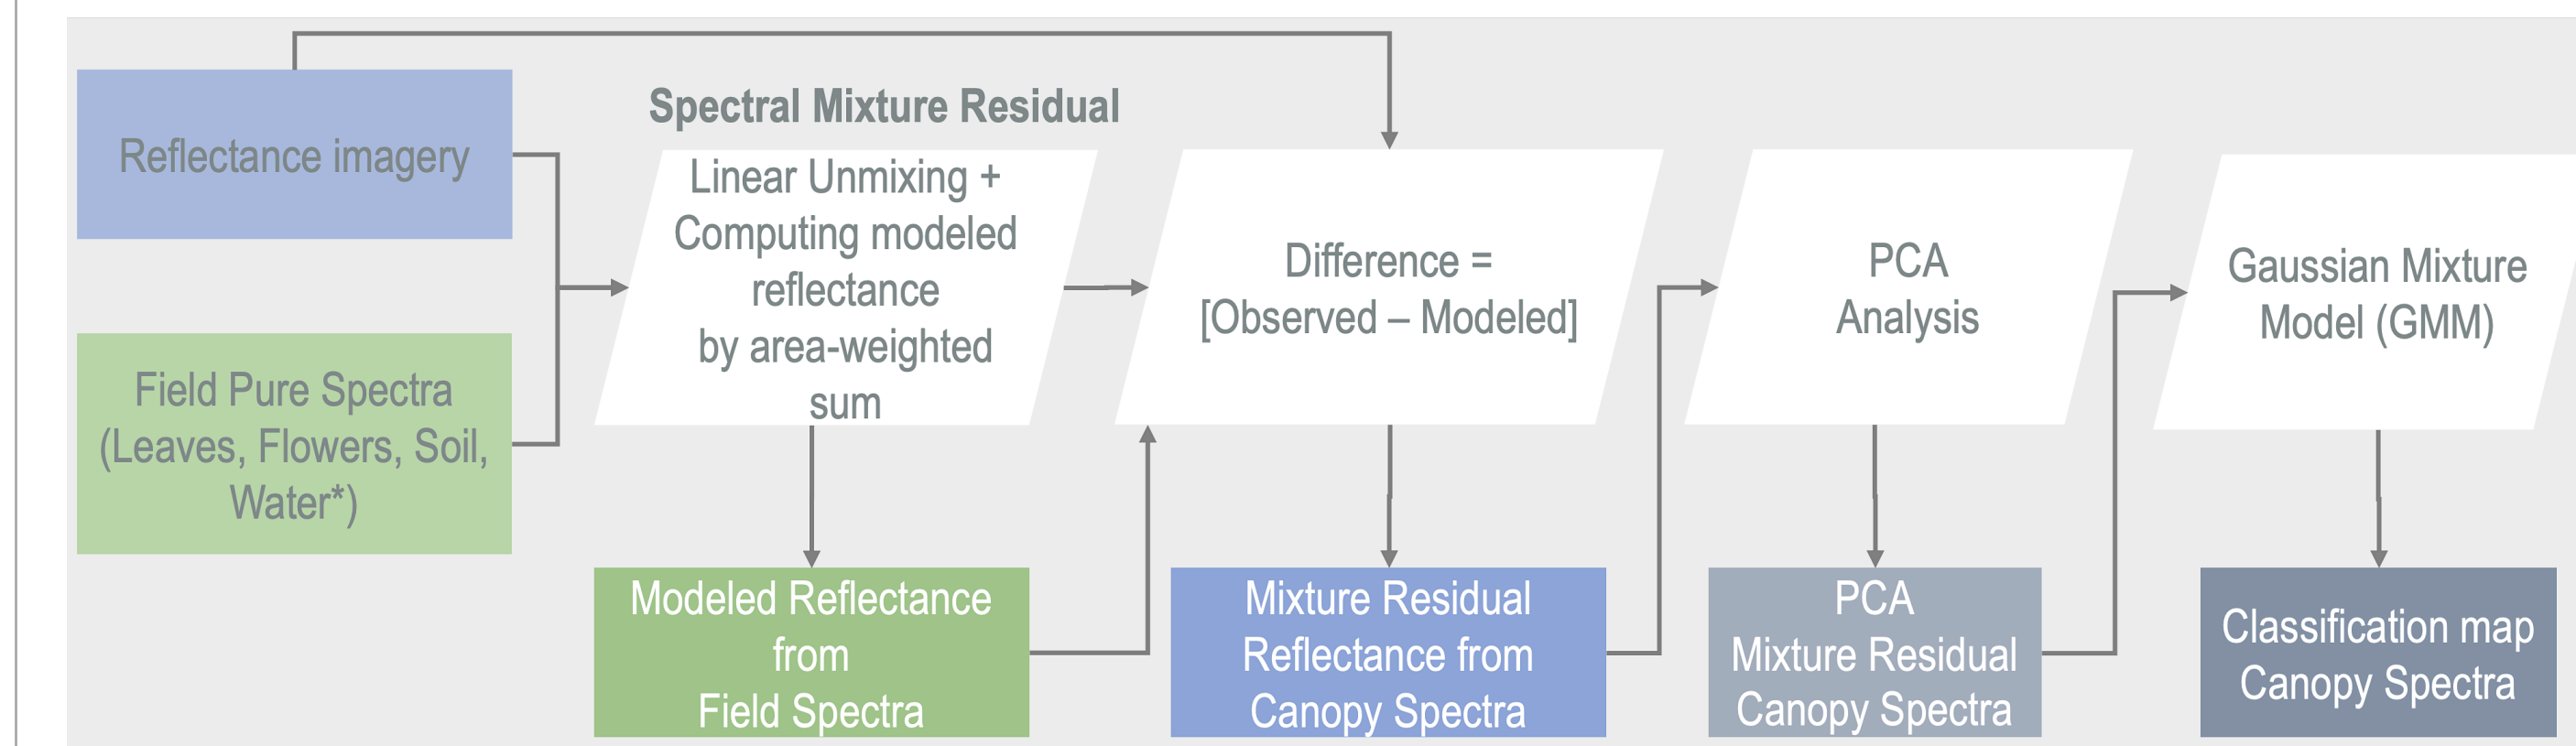 Reflectance imagery
Field Pure Spectra
(Leaves, Flowers, Soil,
Water*)
Spectral Mixture Residual
Linear Unmixing +
Computing modeled
reflectance
by area-weighted
sum
Modeled Reflectance
from
Field Spectra
Difference =
[Observed – Modeled]
Mixture Residual
Reflectance from
Canopy Spectra
PCA
Analysis
PCA
Mixture Residual
Canopy Spectra
Gaussian Mixture
Model (GMM)
Classification map
Canopy Spectra